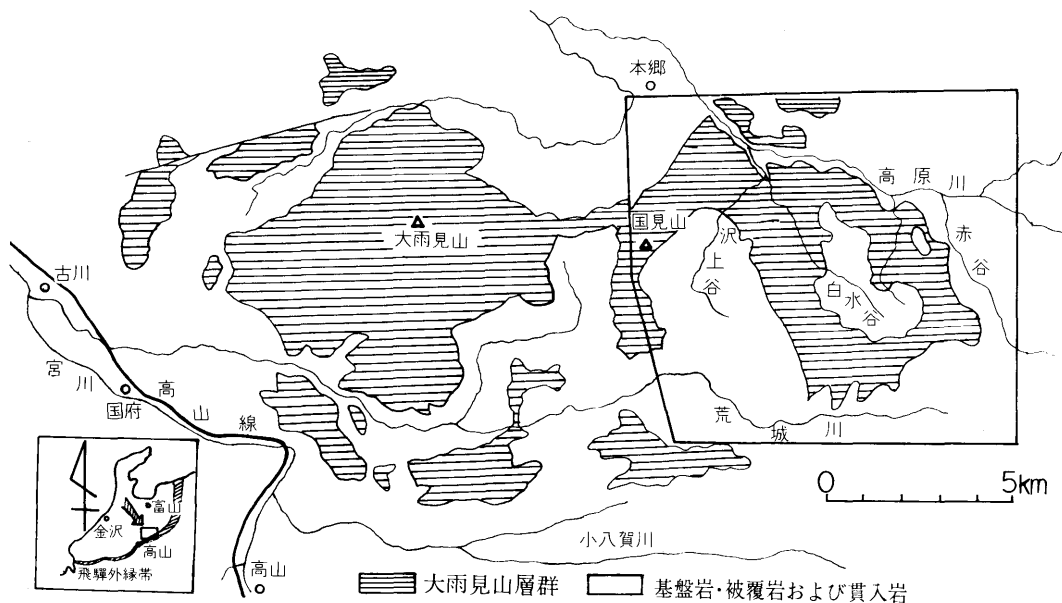 本郷
高原川
赤谷
国見山
沢上谷
白水谷
大雨見山
古川
宮川
国府
高山線
荒城川
0 5km
富山
金沢
高山
飛驒外縁帯
小八賀川
高山
大雨見山層群
基盤岩・被覆岩および貫入岩